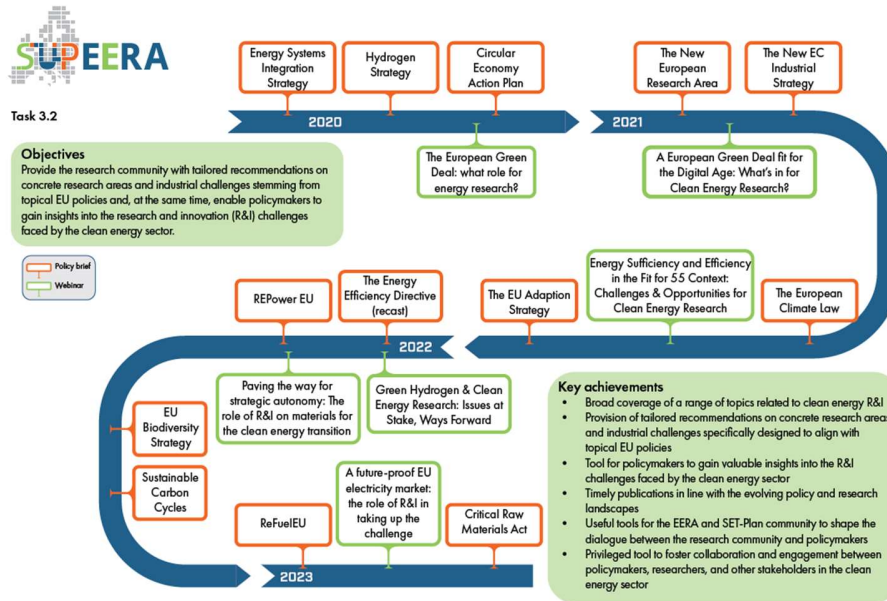 SUPEERA
Task 3.2
Objectives
Provide the research community with tailored recommendations on
concrete research areas and industrial challenges stemming from
topical EU policies and, at the same time, enable policymakers to
gain insights into the research and innovation (R&I) challenges
faced by the clean energy sector.
Policy brief
Webinar
Energy Systems
Integration
Strategy
Hydrogen
Strategy
Circular
Economy
Action Plan
The New
European
Research Area
The New EC
Industrial
Strategy
2020
2021
The European Green
Deal: what role for
energy research?
A European Green Deal fit for
the Digital Age: What's in for
Clean Energy Research?
REPower EU
The Energy
Efficiency Directive
(recast)
The EU Adaption
Strategy
Energy Sufficiency and Efficiency
in the Fit for 55 Context:
Challenges & Opportunities for
Clean Energy Research
The European
Climate Law
2022
Paving the way for
strategic autonomy: The
role of R&I on materials for
the clean energy transition
Green Hydrogen & Clean
Energy Research: Issues at
Stake, Ways Forward
EU
Biodiversity
Strategy
Sustainable
Carbon
Cycles
ReFuelEU
A future-proof EU
electricity market:
the role of R&I in
taking up the
challenge
Critical Raw
Materials Act
2023
Key achievements
• Broad coverage of a range of topics related to clean energy R&I
• Provision of tailored recommendations on concrete research areas
and industrial challenges specifically designed to align with
topical EU policies
• Tool for policymakers to gain valuable insights into the R&I
challenges faced by the clean energy sector
• Timely publications in line with the evolving policy and research
landscapes
• Useful tools for the EERA and SET-Plan community to shape the
dialogue between the research community and policymakers
• Privileged tool to foster collaboration and engagement between
policymakers, researchers, and other stakeholders in the clean
energy sector